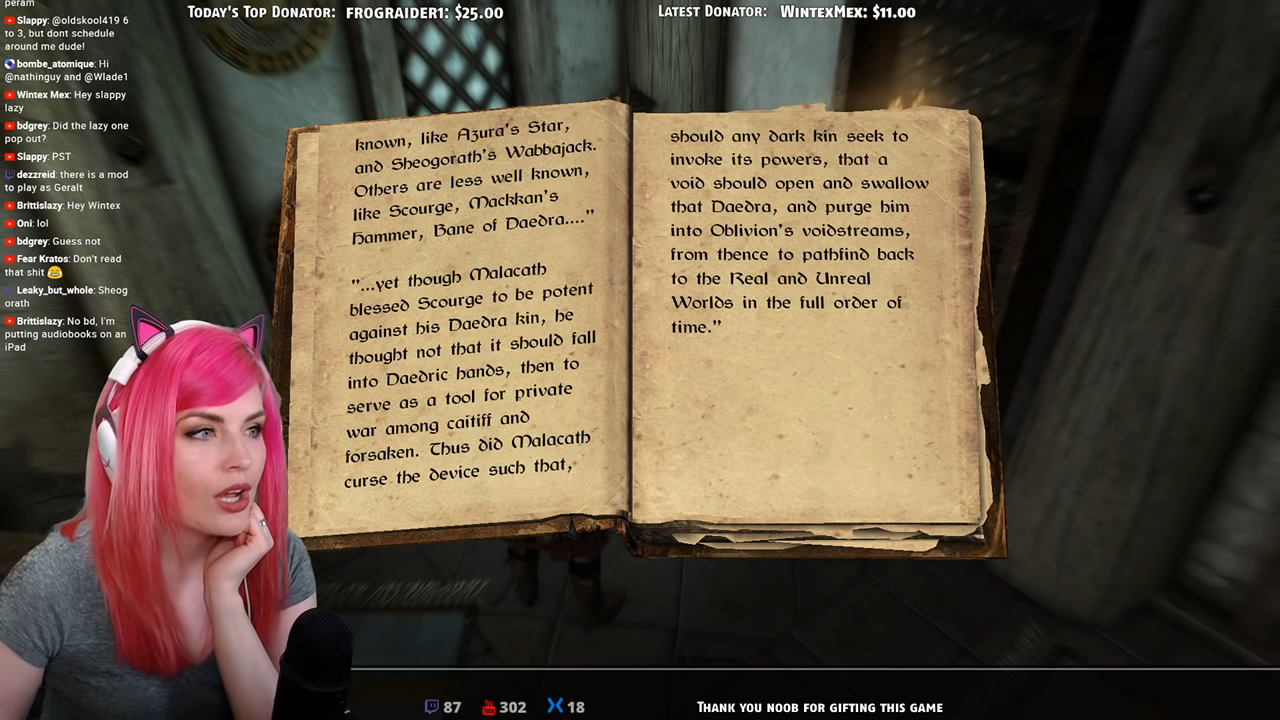 TODAY'S TOP DONATOR: FROGRAIDER1: $25.00
LATEST DONATOR: WINTEXMEX: $11.00
peram
Slappy: @oldskool419 6
to 3, but dont schedule
around me dude!
bombe_atomique: Hi
@nathinguy and @Wlade1
Wintex Mex: Hey slappy
lazy
bdgrey: Did the lazy one
pop out?
Slappy: PST
dezzreid: there is a mod
to play as Geralt
Brittislazy: Hey Wintex
Oni: lol
bdgrey: Guess not
Fear Kratos: Don't read
that shit 😂
Leaky_but_whole: Sheog
orath
Brittislazy: No bd, I'm
putting audiobooks on an
iPad
known, like Azura's Star,
and Sheogorath's Wabbajack.
Others are less well known,
like Scourge, Mackkan's
Hammer, Bane of Daedra...."
"...yet though Malacath
blessed Scourge to be potent
against his Daedra kin, he
thought not that it should fall
into Daedric hands, then to
serve as a tool for private
war among caitiff and
forsaken. Thus did Malacath
curse the device such that,
should any dark kin seek to
invoke its powers, that a
void should open and swallow
that Daedra, and purge him
into Oblivion's voidstreams,
from thence to pathfind back
to the Real and Unreal
Worlds in the full order of
time."
87
302
18
THANK YOU NOOB FOR GIFTING THIS GAME